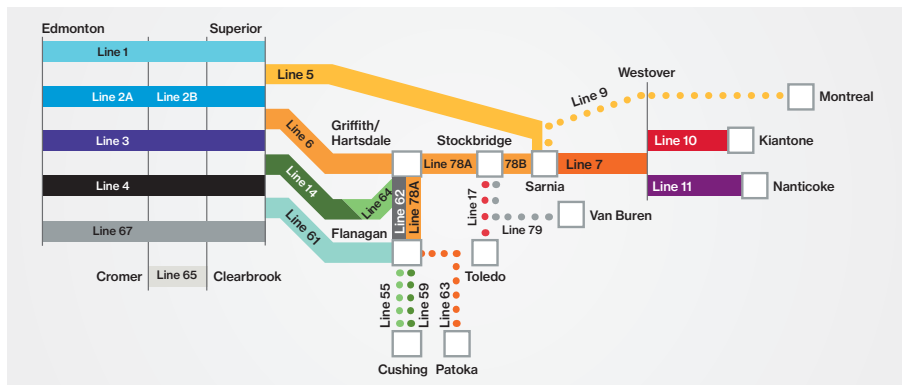 Edmonton
Superior
Line 1
Line 5
Westover
Line 2A
Line 2B
Line 9
Montreal
Line 6
Griffith/
Hartsdale
Stockbridge
Line 3
Line 10
Kiantone
Line 78A
78B
Line 7
Line 14
Sarnia
Line 4
Line 11
Nanticoke
Line 64
Line 62
Line 78A
Line 17
Van Buren
Line 61
Flanagan
Line 79
Line 67
Cromer
Line 65
Clearbrook
Toledo
Line 55
Line 59
Line 63
Cushing
Patoka